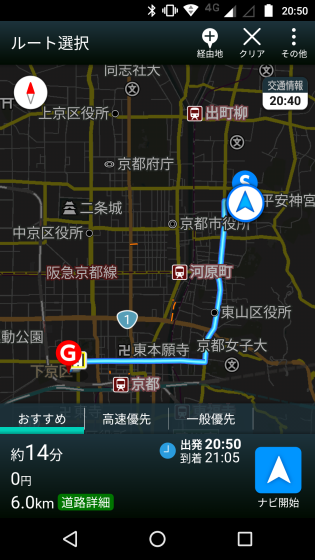 4G 20:50
ルート選択
経由地
クリア
その他
同志社大
交通情報
20:40
上京区役所
出町柳
京都府庁
S
平安神宮
二条城
京都市役所
中京区役所
阪急京都線
河原町
1
東山区役所
動公園
G
東本願寺
京都女子大
下京区
京都
おすすめ
高速優先
一般優先
約14分
出発 20:50
到着 21:05
0円
6.0km 道路詳細
ナビ開始